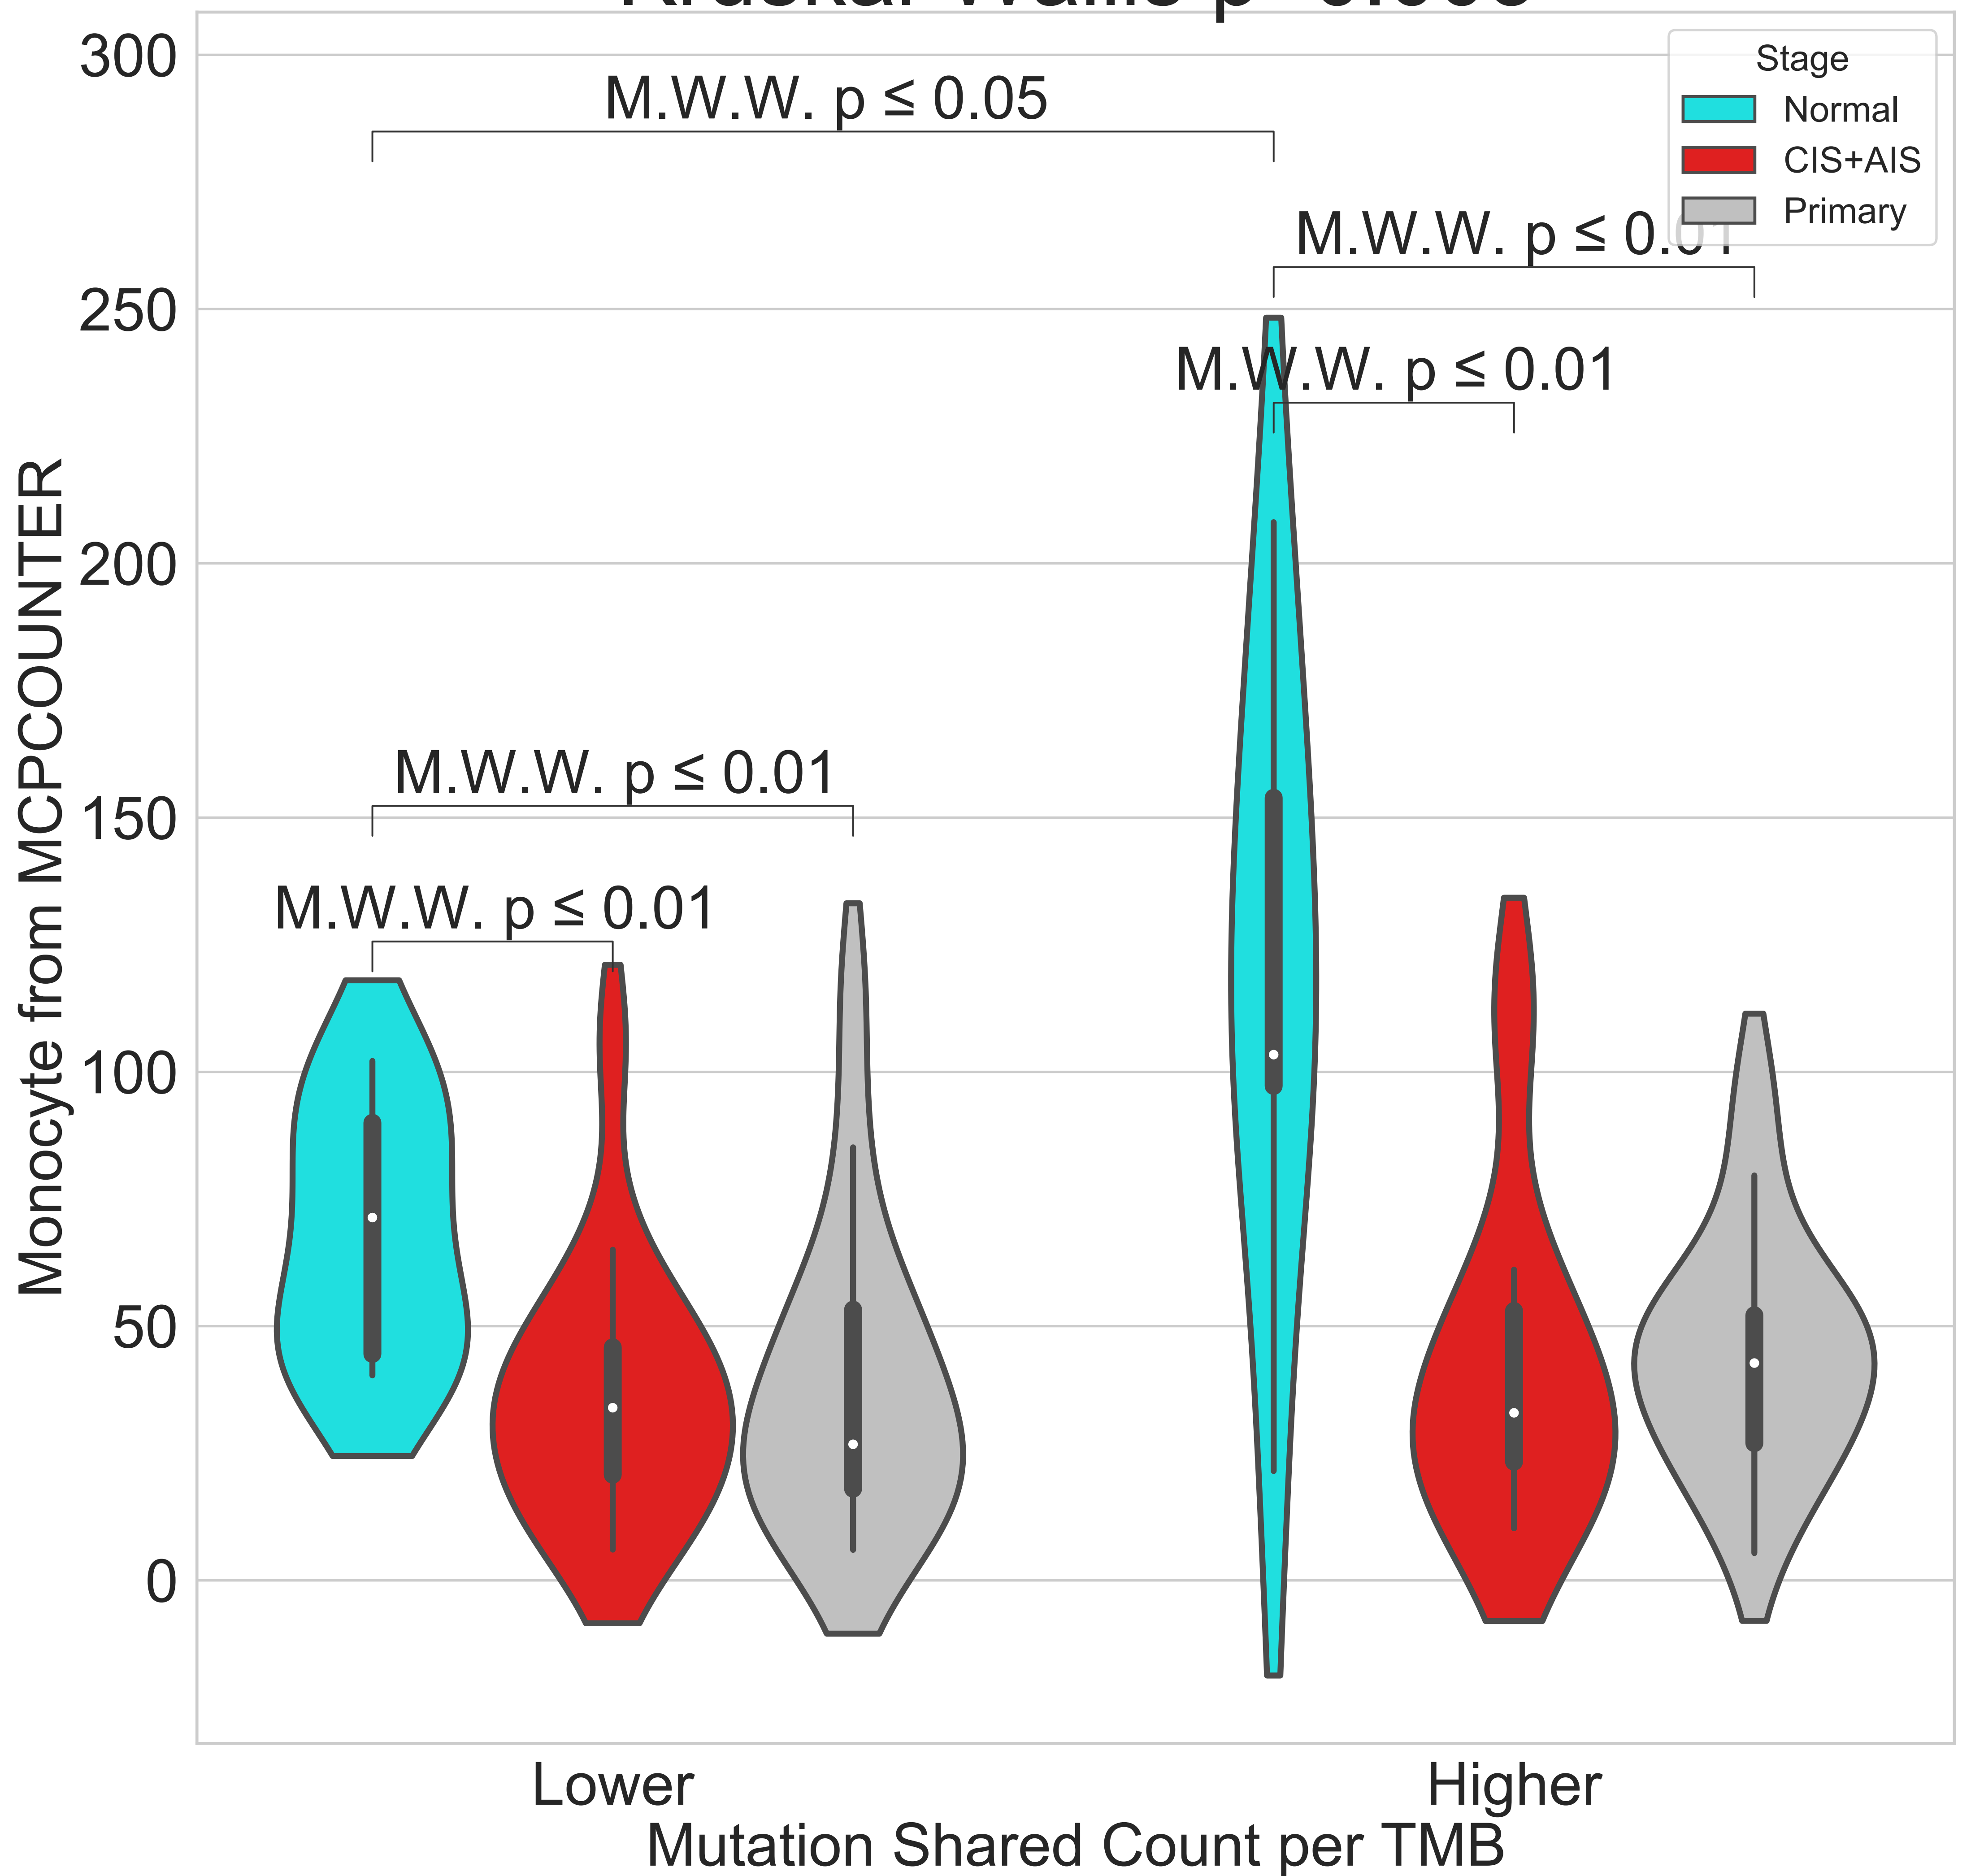 300
M.W.W. p ≤ 0.05
Stage
Normal
CIS+AIS
Primary
M.W.W. p ≤ 0.01
250
M.W.W. p ≤ 0.01
200
M.W.W. p ≤ 0.01
150
M.W.W. p ≤ 0.01
100
50
0
Monocyte from MCPCOUNTER
Lower
Higher
Mutation Shared Count per TMB